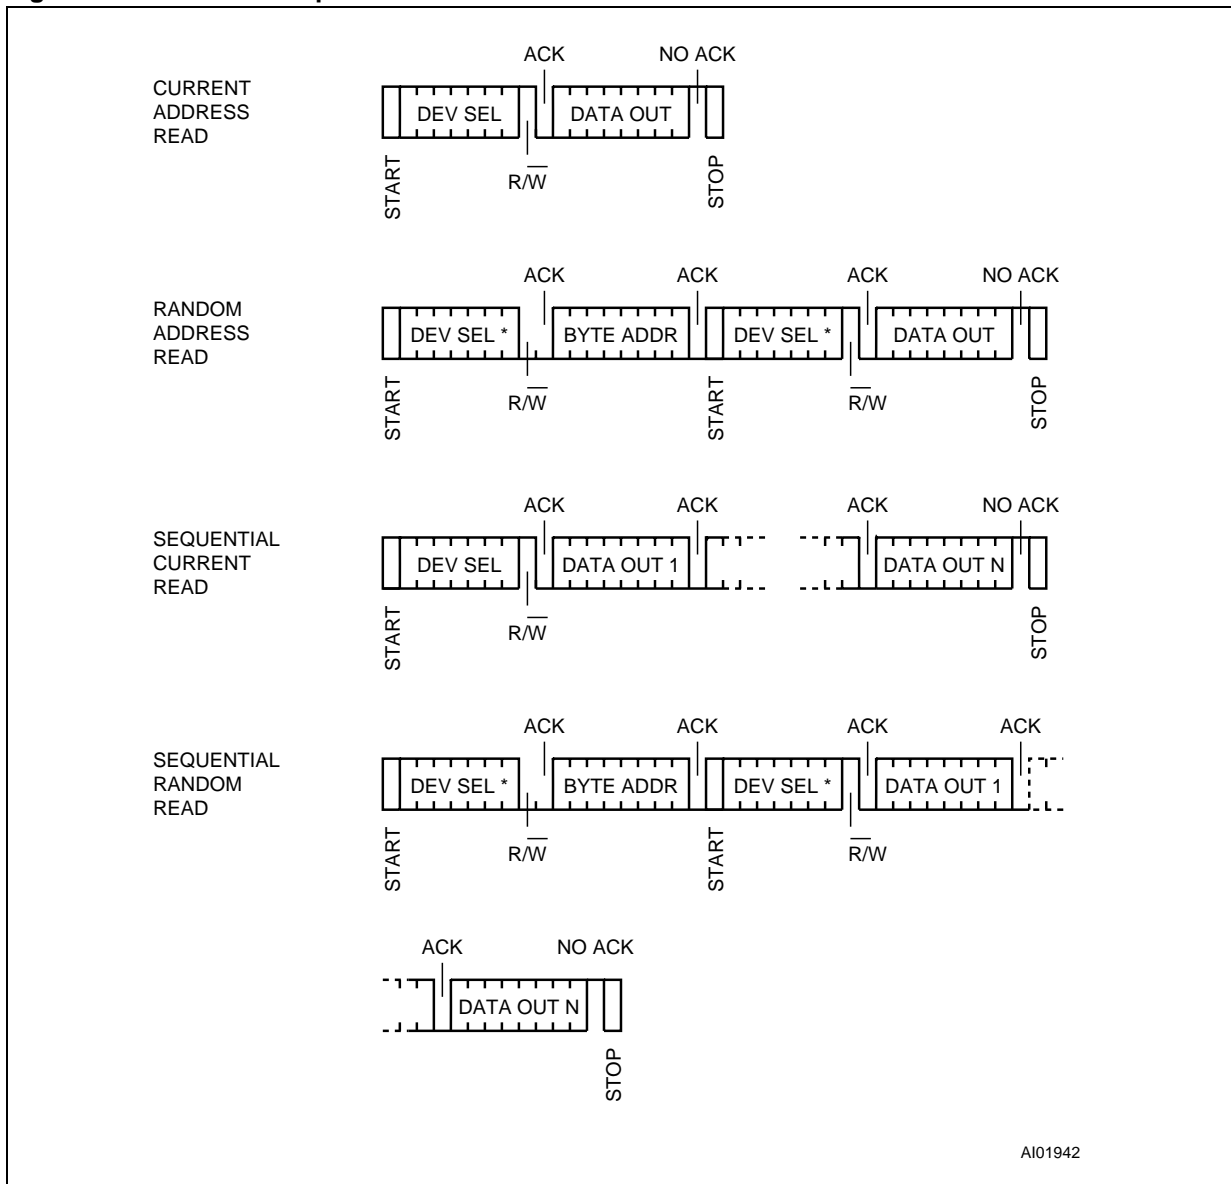 ACK NO ACK
CURRENT
ADDRESS
READ
DEV SEL DATA OUT
START R/W̅ STOP
ACK ACK ACK NO ACK
RANDOM
ADDRESS
READ
DEV SEL * BYTE ADDR DEV SEL * DATA OUT
START R/W̅ START R̅/W STOP
ACK ACK ACK NO ACK
SEQUENTIAL
CURRENT
READ
DEV SEL DATA OUT 1 DATA OUT N
START R/W̅ STOP
ACK ACK ACK ACK
SEQUENTIAL
RANDOM
READ
DEV SEL * BYTE ADDR DEV SEL * DATA OUT 1
START R/W̅ START R̅/W
ACK NO ACK
DATA OUT N
STOP
AI01942